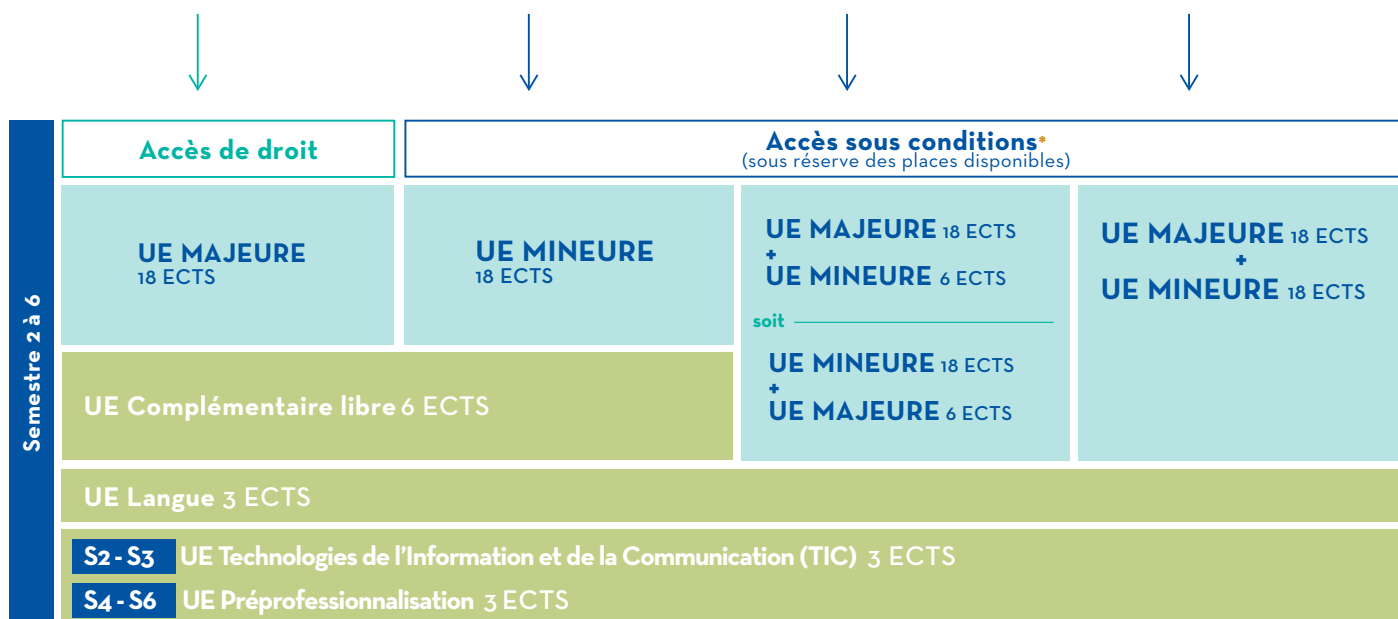 Semestre 2 à 6
Accès de droit
Accès sous conditions*
(sous réserve des places disponibles)
UE MAJEURE
18 ECTS
UE MINEURE
18 ECTS
UE MAJEURE 18 ECTS
+
UE MINEURE 6 ECTS
soit
UE MINEURE 18 ECTS
+
UE MAJEURE 6 ECTS
UE MAJEURE 18 ECTS
+
UE MINEURE 18 ECTS
UE Complémentaire libre 6 ECTS
UE Langue 3 ECTS
S2 - S3 UE Technologies de l'Information et de la Communication (TIC) 3 ECTS
S4 - S6 UE Préprofessionnalisation 3 ECTS